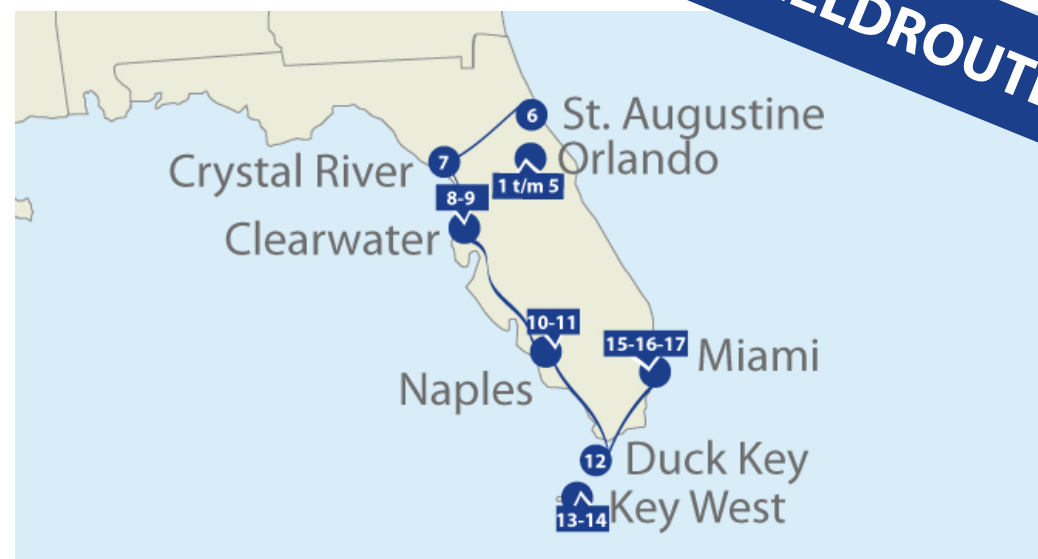 6
St. Augustine
7
Crystal River
Orlando
1 t/m 5
8-9
Clearwater
10-11
Naples
15-16-17
Miami
12
Duck Key
Key West
13-14